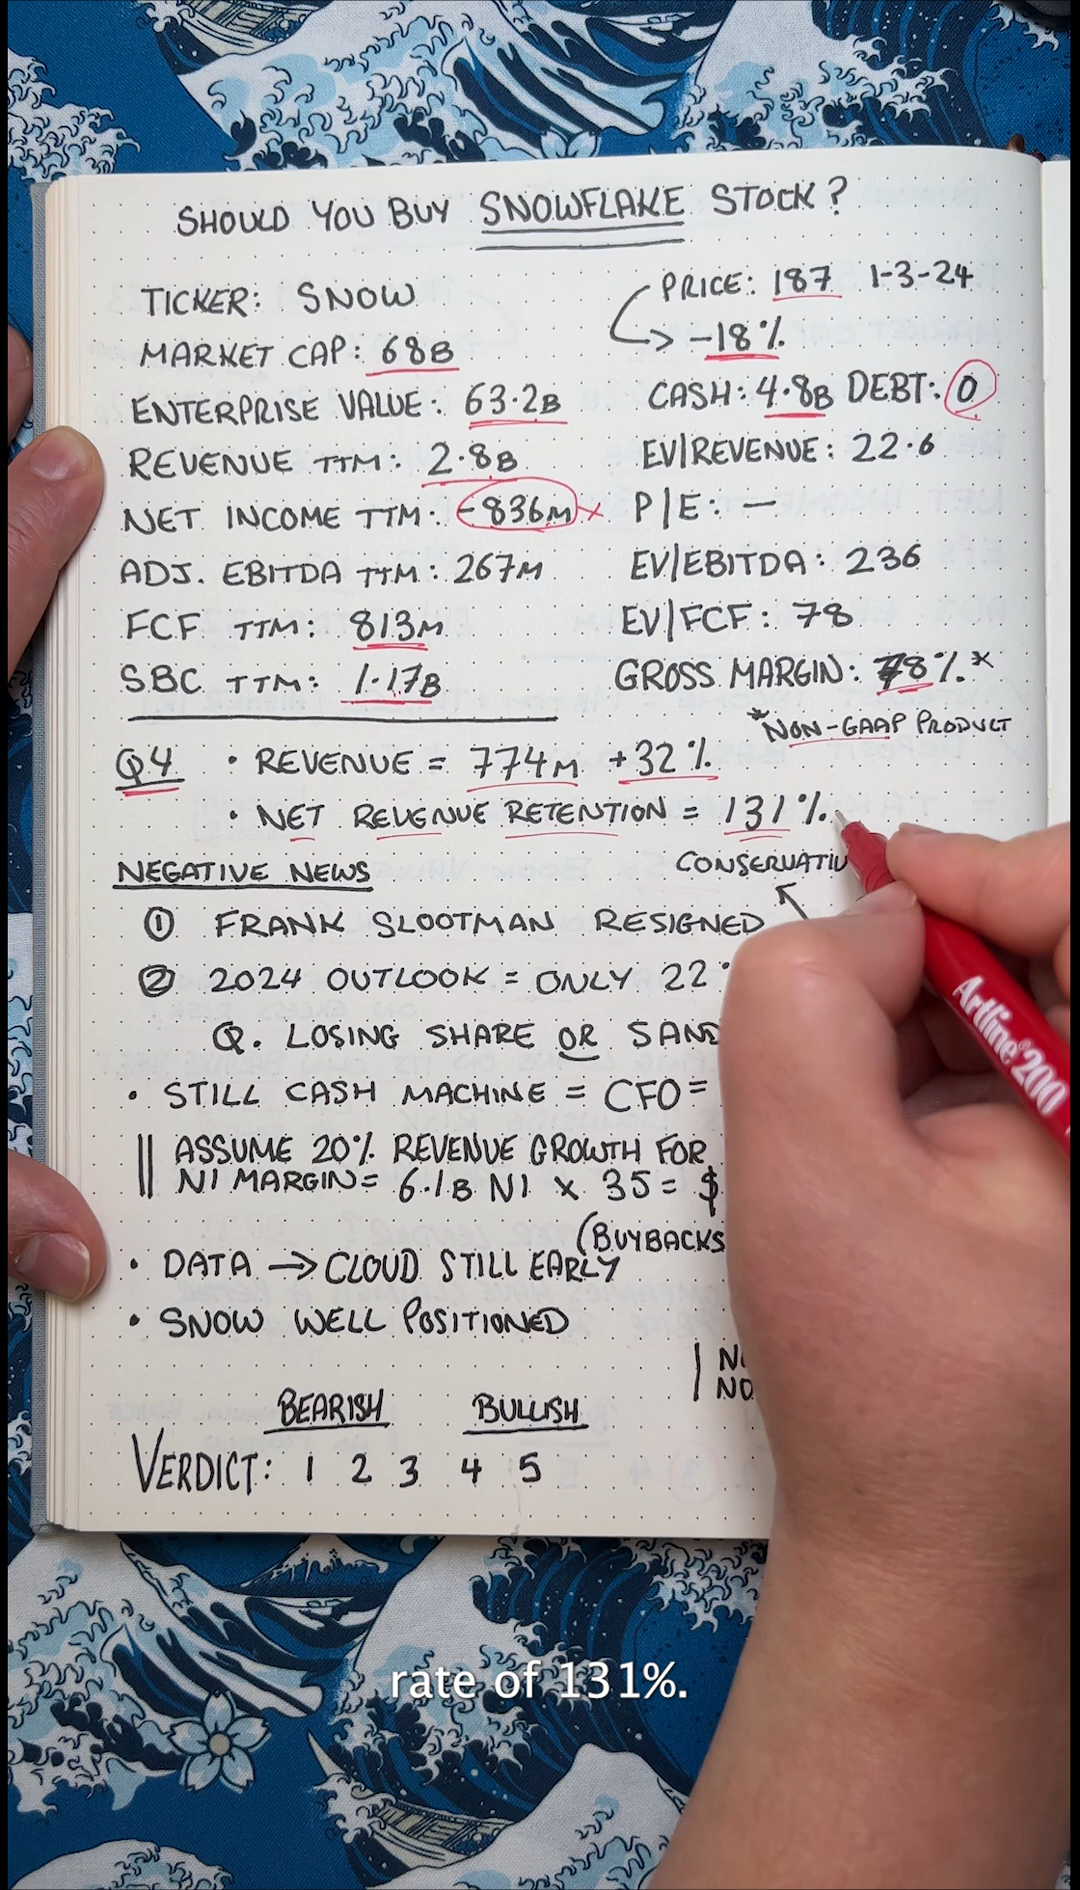 SHOULD YOU BUY SNOWFLAKE STOCK?
TICKER: SNOW
PRICE: 187 1-3-24
MARKET CAP: 68B
→ -18%
ENTERPRISE VALUE: 63.2B
CASH: 4.8B DEBT: 0
REVENUE TTM: 2.8B
EV/REVENUE: 22.6
NET INCOME TTM: -836M x
P/E: —
ADJ. EBITDA TTM: 267M
EV/EBITDA: 236
FCF TTM: 813M
EV/FCF: 78
SBC TTM: 1.17B
GROSS MARGIN: 78%*
*NON-GAAP PRODUCT
Q4 • REVENUE = 774M +32%
• NET REVENUE RETENTION = 131%
NEGATIVE NEWS
CONSERVATIV
① FRANK SLOOTMAN RESIGNED
② 2024 OUTLOOK = ONLY 22
Q. LOSING SHARE OR SAND
• STILL CASH MACHINE = CFO =
ASSUME 20% REVENUE GROWTH FOR
NI MARGIN = 6.1B NI x 35 = $
(BUYBACKS
• DATA → CLOUD STILL EARLY
• SNOW WELL POSITIONED
NO
BEARISH BULLISH
VERDICT: 1 2 3 4 5
Artline 200
rate of 131%.